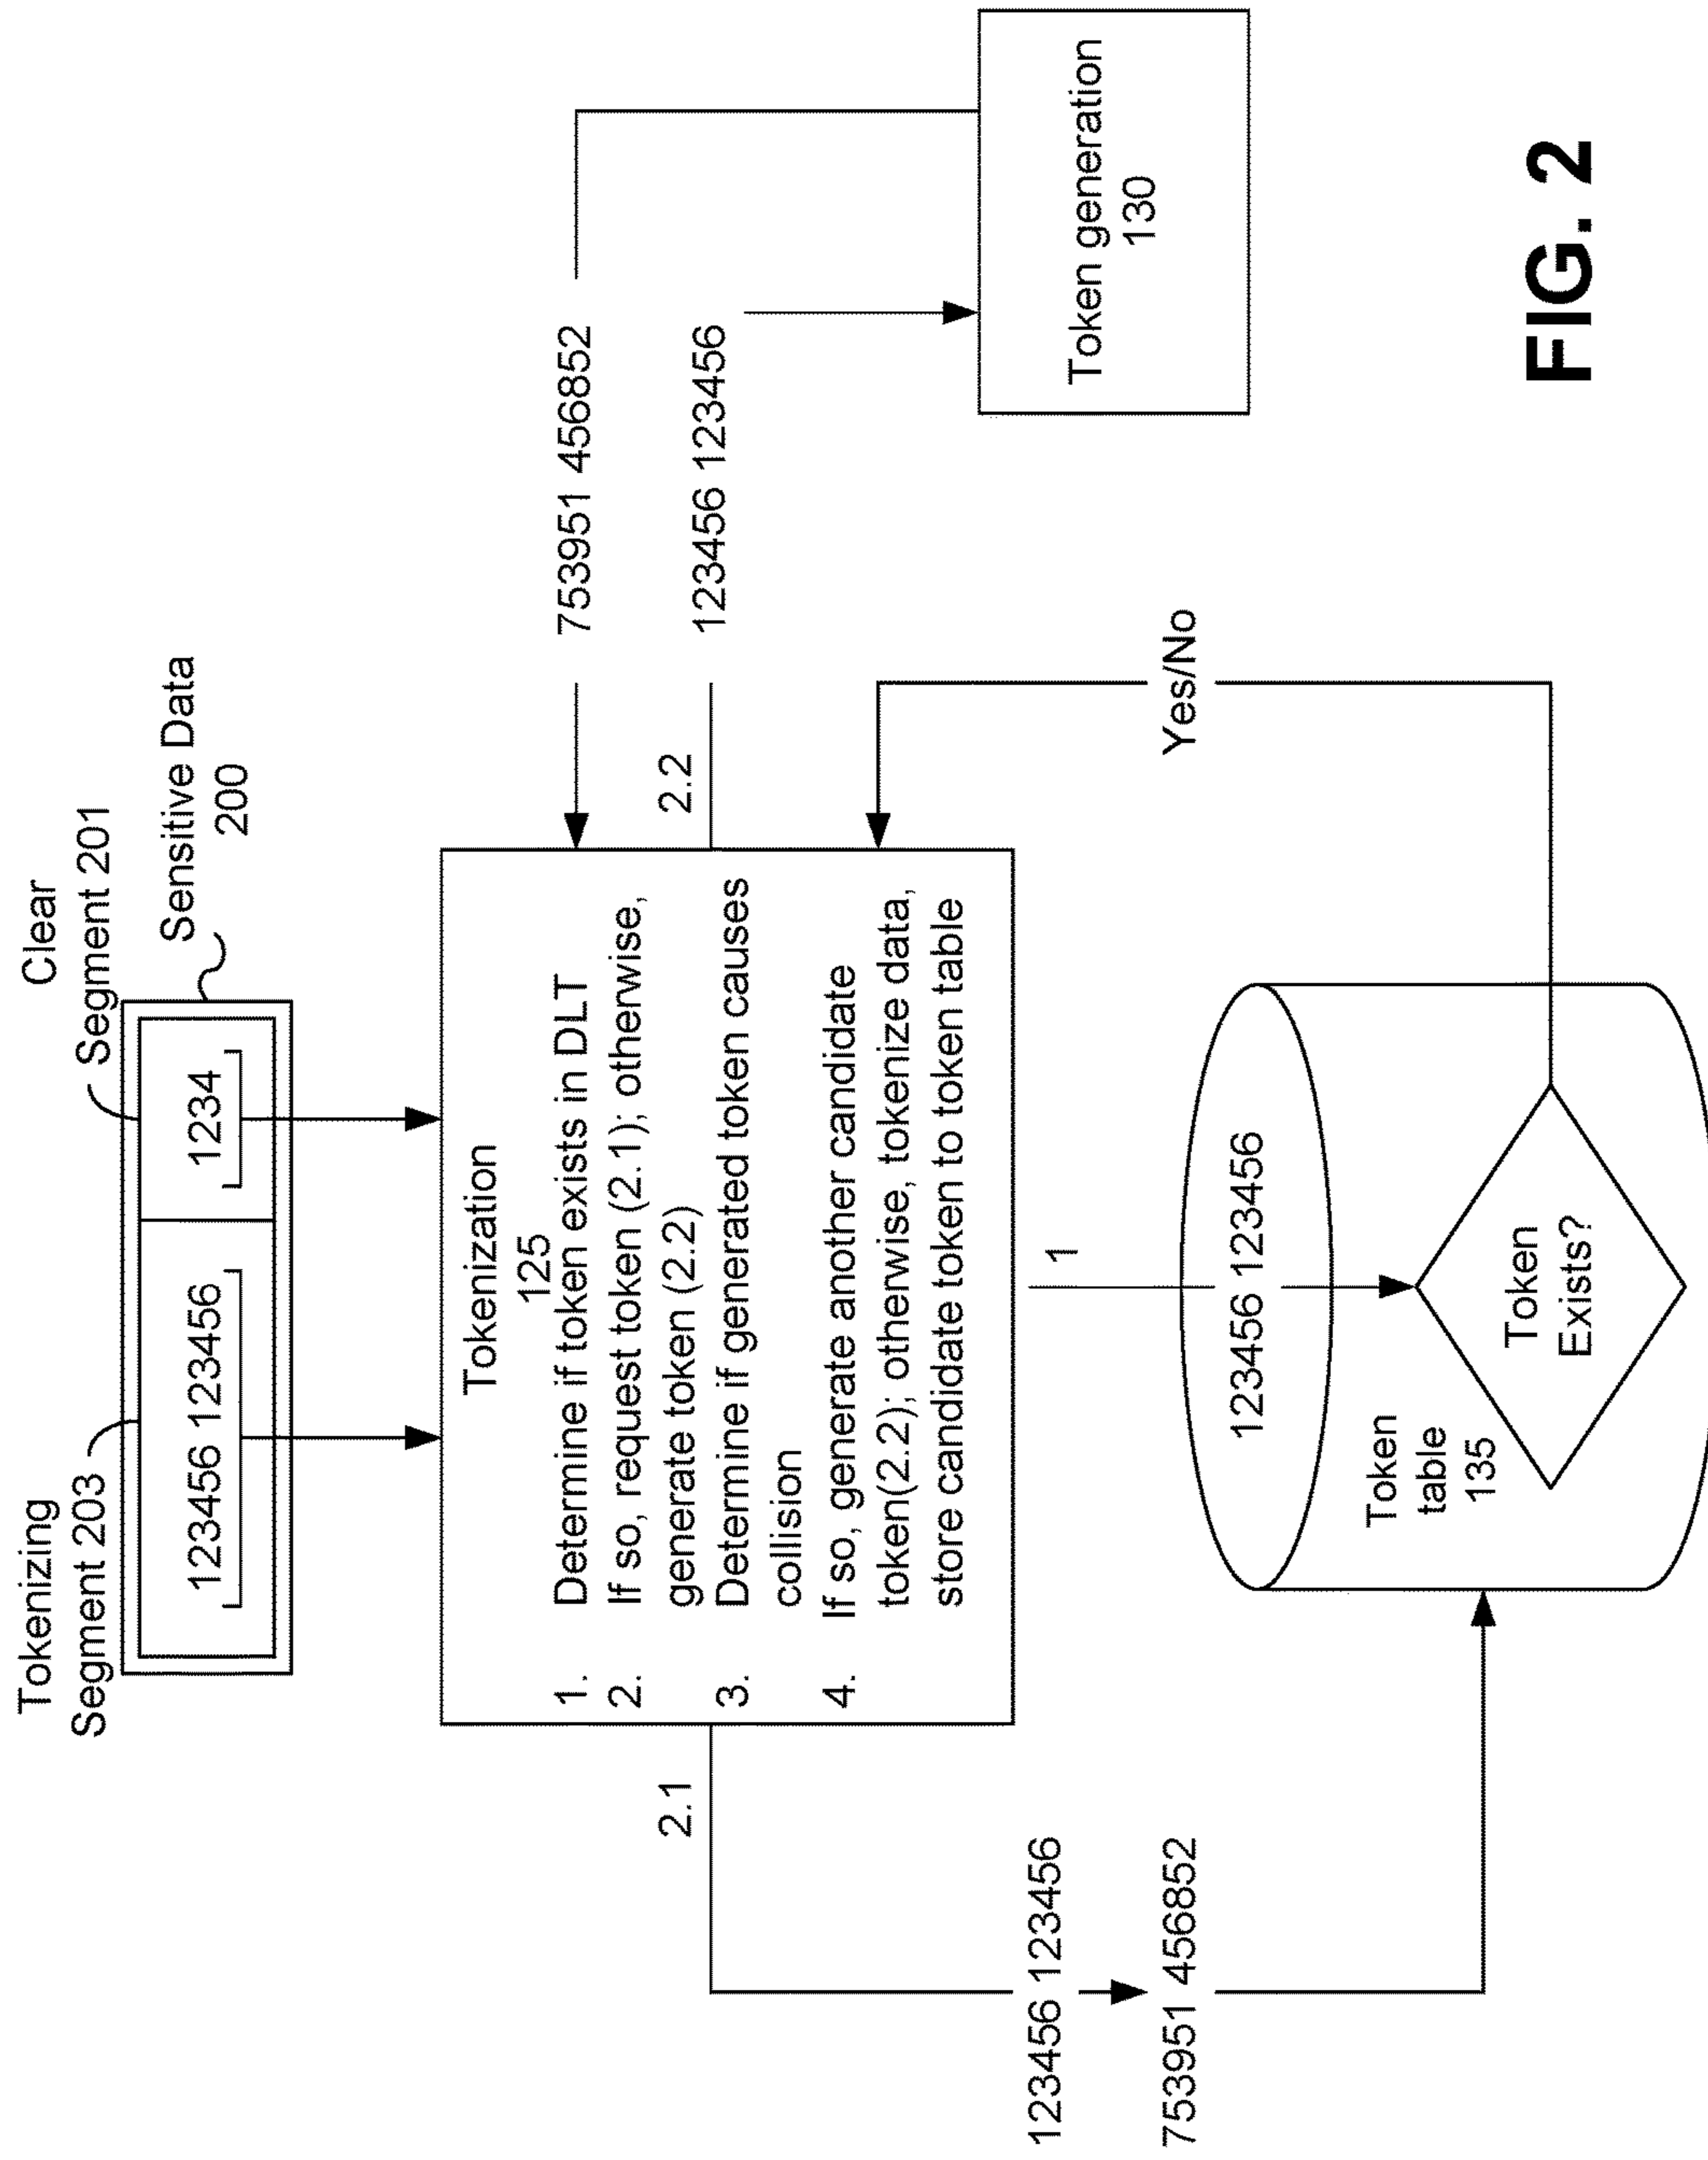 Tokenizing
Segment 203
Clear
Segment 201
Sensitive Data
200
123456 123456
1234
Tokenization
125
1. Determine if token exists in DLT
2. If so, request token (2.1); otherwise,
generate token (2.2)
3. Determine if generated token causes
collision
4. If so, generate another candidate
token(2.2); otherwise, tokenize data,
store candidate token to token table
2.1
123456 123456
753951 456852
2.2
753951 456852
123456 123456
Token generation
130
1
123456 123456
Token
table
135
Token
Exists?
Yes/No
FIG. 2